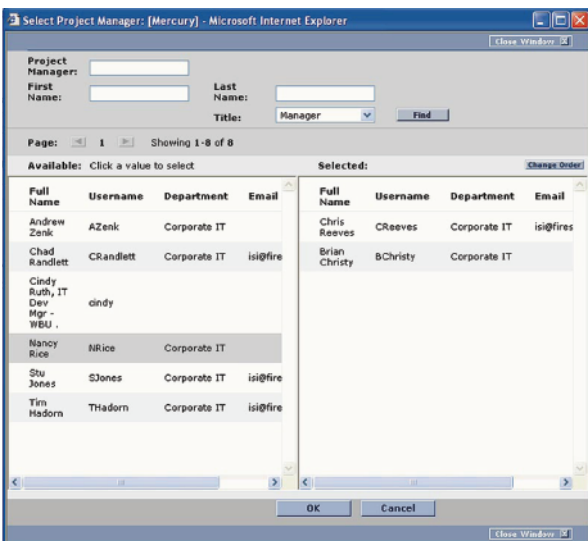 Select Project Manager: [Mercury] - Microsoft Internet Explorer
Close Window
Project
Manager:
First
Name:
Last
Name:
Title: Manager Find
Page: 1 Showing 1-8 of 8
Available: Click a value to select
Selected: Change Order
Full
Name Username Department Email
Andrew
Zenk AZenk Corporate IT
Chad
Randlett CRandlett Corporate IT isi@fire
Cindy
Ruth, IT
Dev
Mgr -
WBU . cindy
Nancy
Rice NRice Corporate IT
Stu
Jones SJones Corporate IT isi@fire
Tim
Hadorn THadorn Corporate IT isi@fire
Full
Name Username Department Email
Chris
Reeves CReeves Corporate IT isi@fires
Brian
Christy BChristy Corporate IT
OK Cancel
Close Window